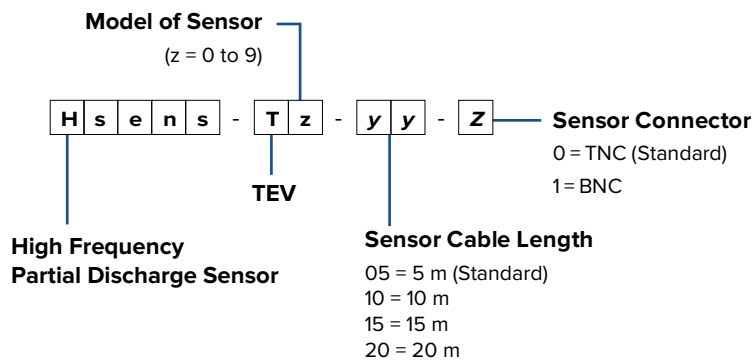 Model of Sensor
(z = 0 to 9)
H s e n s - T z - y y - Z
Sensor Connector
0 = TNC (Standard)
1 = BNC
TEV
High Frequency
Partial Discharge Sensor
Sensor Cable Length
05 = 5 m (Standard)
10 = 10 m
15 = 15 m
20 = 20 m